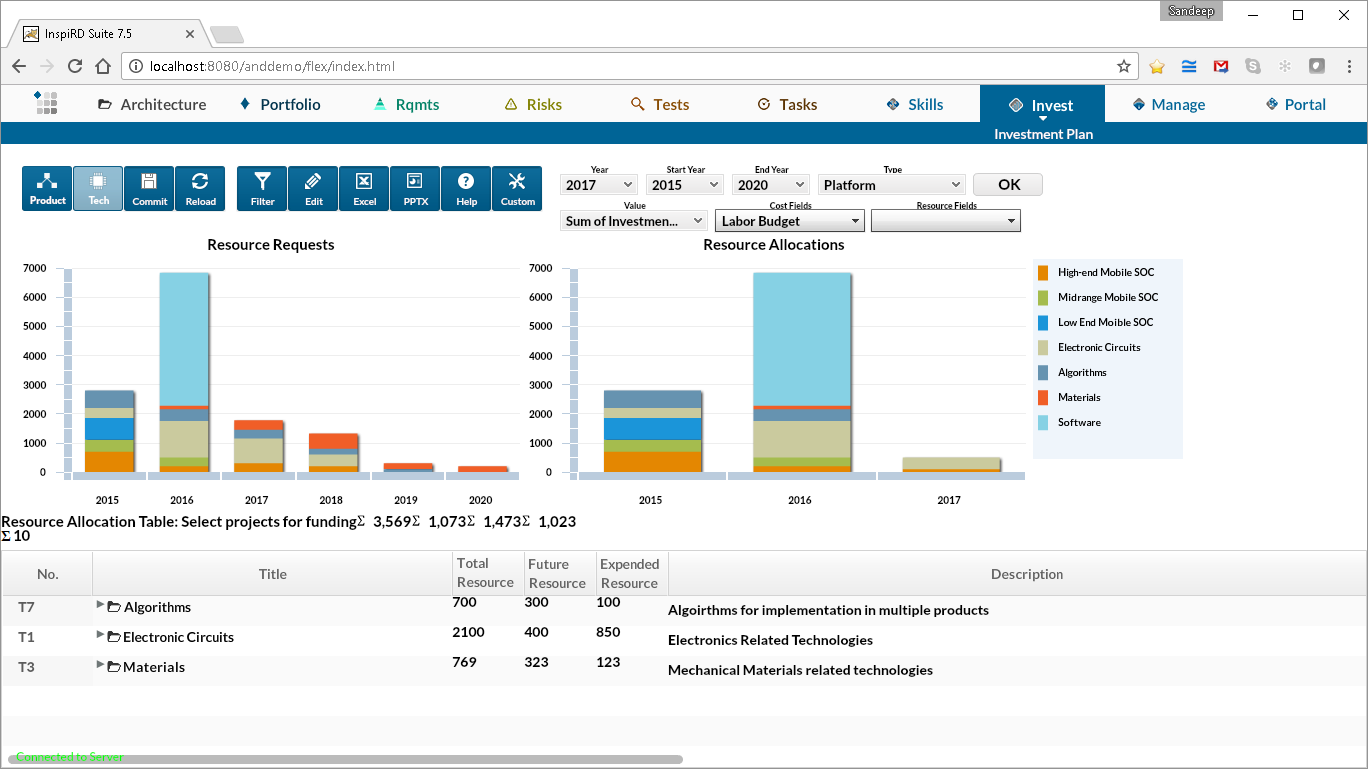 Sandeep
InspiRD Suite 7.5
localhost:8080/anddemo/flex/index.html
Architecture Portfolio Rqmts Risks Tests Tasks Skills Invest Manage Portal
Investment Plan
Product Tech Commit Reload Filter Edit Excel PPTX Help Custom
Year Start Year End Year Type
2017 2015 2020 Platform OK
Value Cost Fields Resource Fields
Sum of Investmen... Labor Budget
Resource Requests Resource Allocations
7000
6000
5000
4000
3000
2000
1000
0
2015 2016 2017 2018 2019 2020
7000
6000
5000
4000
3000
2000
1000
0
2015 2016 2017
High-end Mobile SOC
Midrange Mobile SOC
Low End Moible SOC
Electronic Circuits
Algorithms
Materials
Software
Resource Allocation Table: Select projects for fundingΣ 3,569Σ 1,073Σ 1,473Σ 1,023
Σ 10
No. Title Total Resource Future Resource Expended Resource Description
T7 Algorithms 700 300 100 Algoirthms for implementation in multiple products
T1 Electronic Circuits 2100 400 850 Electronics Related Technologies
T3 Materials 769 323 123 Mechanical Materials related technologies
Connected to Server